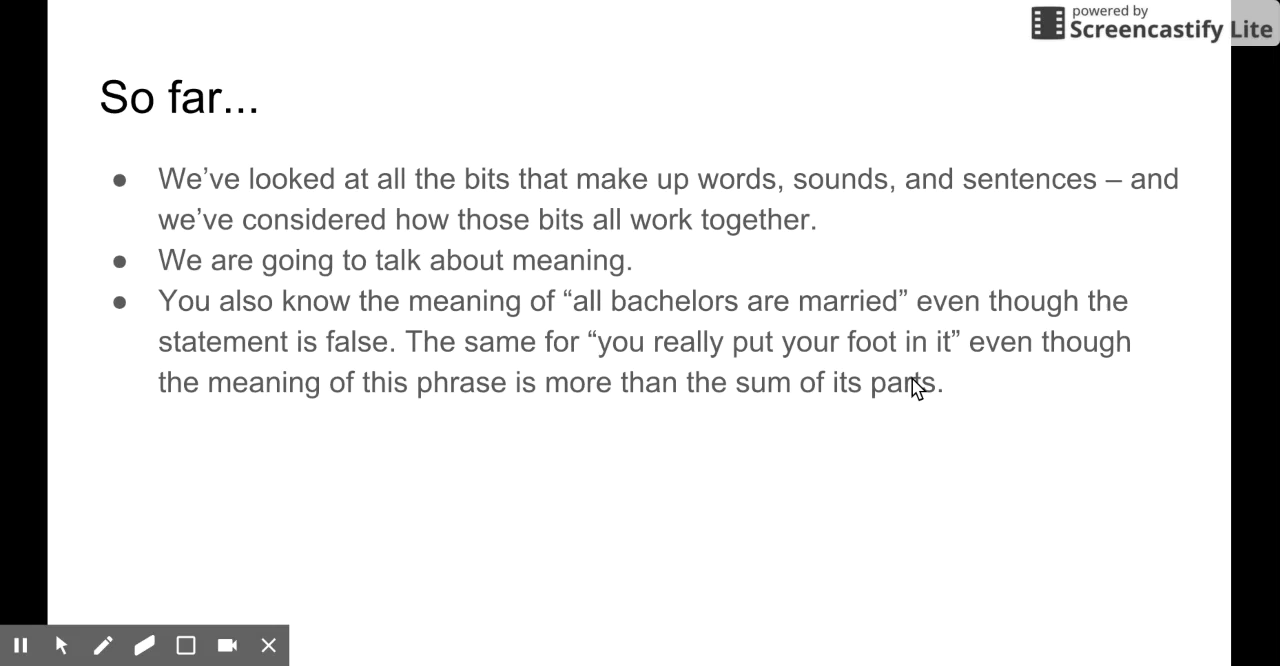 powered by
Screencastify Lite
So far...
● We’ve looked at all the bits that make up words, sounds, and sentences – and
we’ve considered how those bits all work together.
● We are going to talk about meaning.
● You also know the meaning of “all bachelors are married” even though the
statement is false. The same for “you really put your foot in it” even though
the meaning of this phrase is more than the sum of its parts.